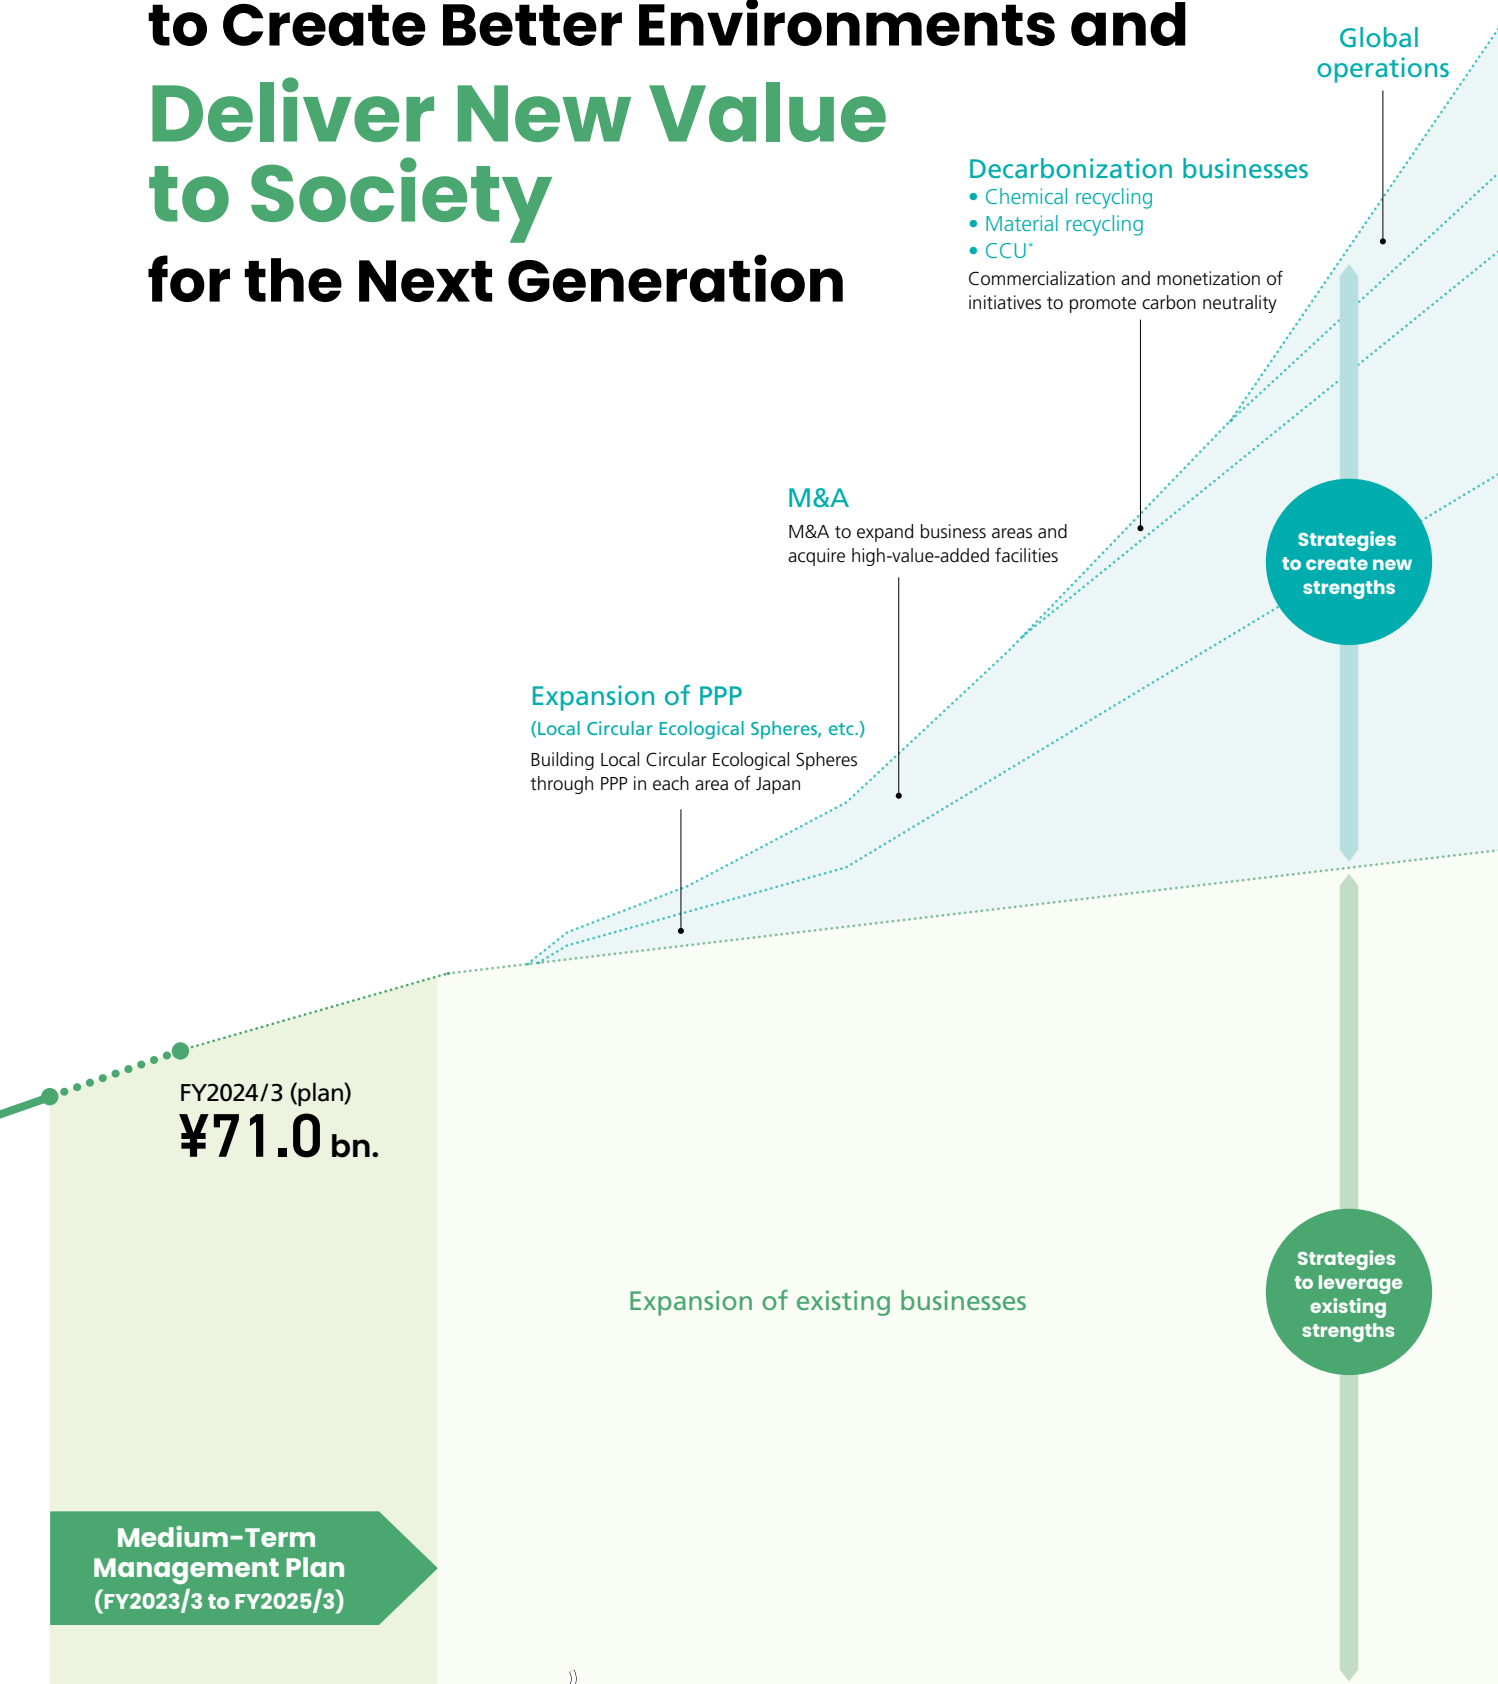 to Create Better Environments and
Deliver New Value
to Society
for the Next Generation
Global
operations
Decarbonization businesses
• Chemical recycling
• Material recycling
• CCU*
Commercialization and monetization of
initiatives to promote carbon neutrality
M&A
M&A to expand business areas and
acquire high-value-added facilities
Strategies
to create new
strengths
Expansion of PPP
(Local Circular Ecological Spheres, etc.)
Building Local Circular Ecological Spheres
through PPP in each area of Japan
FY2024/3 (plan)
¥71.0 bn.
Expansion of existing businesses
Strategies
to leverage
existing
strengths
Medium-Term
Management Plan
(FY2023/3 to FY2025/3)